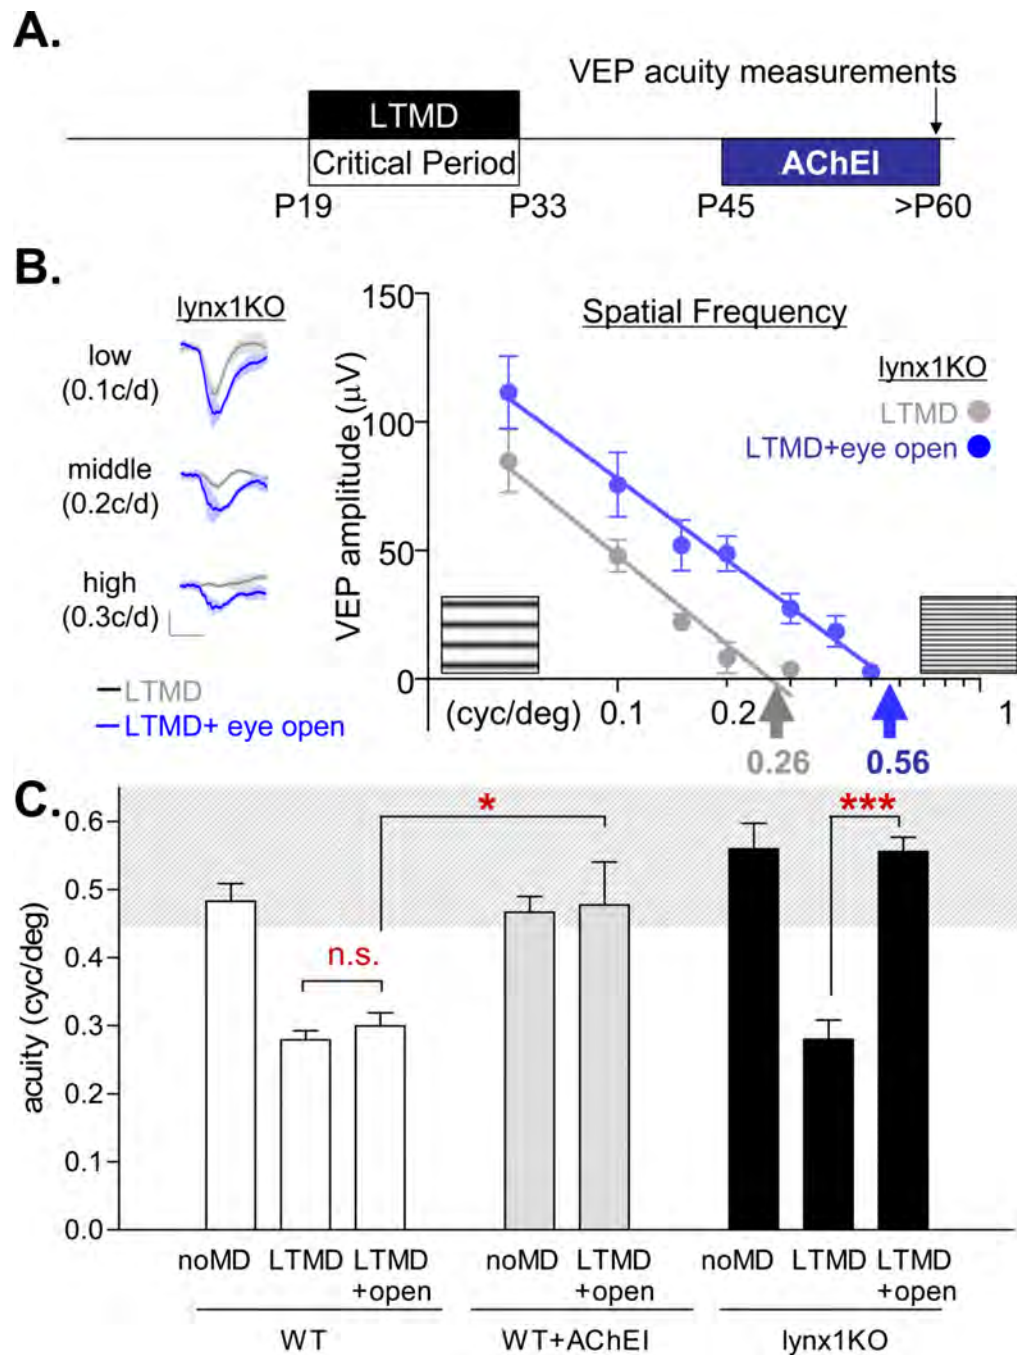 A.
VEP acuity measurements
LTMD
Critical Period
AChEI
P19
P33
P45
>P60
B.
lynx1KO
low
(0.1c/d)
middle
(0.2c/d)
high
(0.3c/d)
LTMD
LTMD+ eye open
VEP amplitude (μV)
150
100
50
0
Spatial Frequency
lynx1KO
LTMD
LTMD+eye open
(cyc/deg)
0.1
0.2
1
0.26
0.56
C.
acuity (cyc/deg)
0.6
0.5
0.4
0.3
0.2
0.1
0.0
n.s.
*
***
noMD LTMD LTMD
+open
WT
noMD LTMD
+open
WT+AChEI
noMD LTMD LTMD
+open
lynx1KO